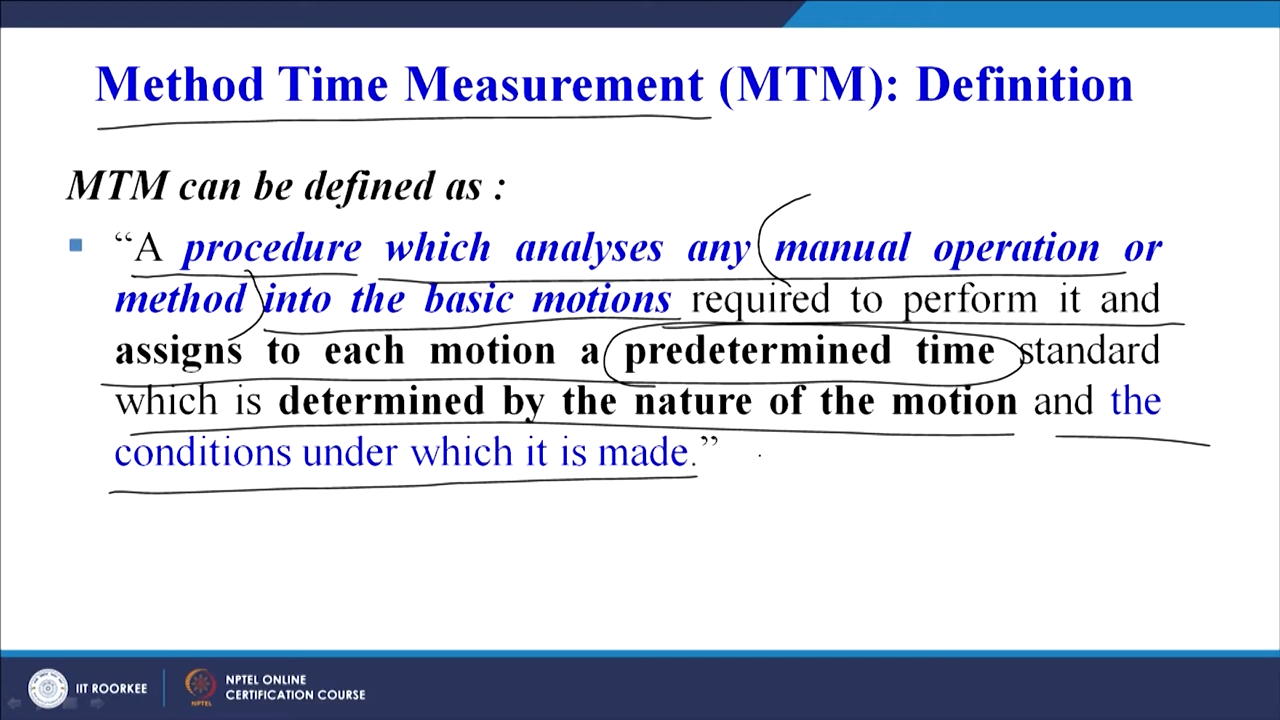 Method Time Measurement (MTM): Definition
MTM can be defined as :
“A procedure which analyses any manual operation or
method into the basic motions required to perform it and
assigns to each motion a predetermined time standard
which is determined by the nature of the motion and the
conditions under which it is made.”
IIT ROORKEE
NPTEL ONLINE
CERTIFICATION COURSE
NPTEL